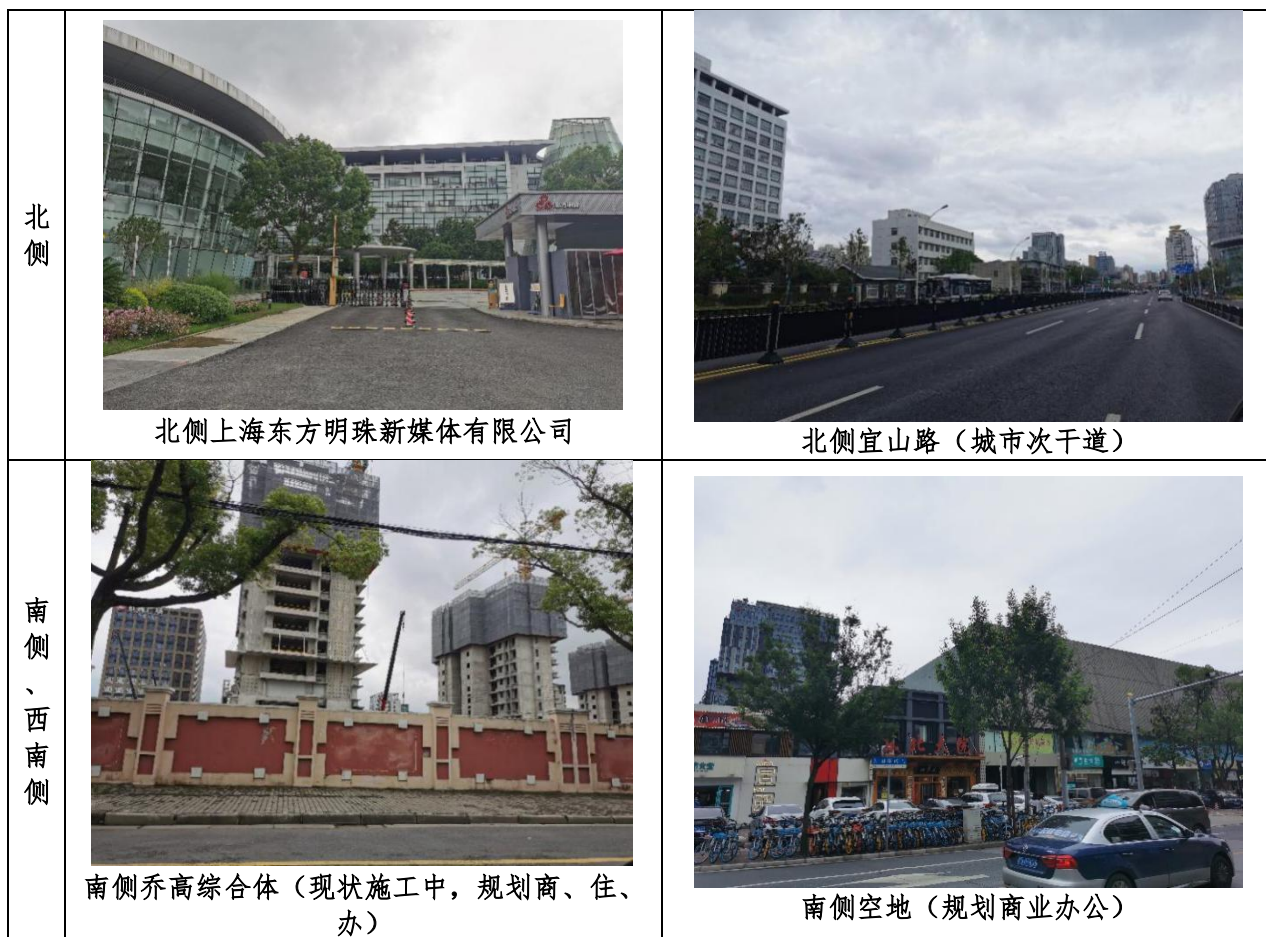 北
侧
北侧上海东方明珠新媒体有限公司
北侧宜山路（城市次干道）
南
侧
、
西
南
侧
南侧乔高综合体（现状施工中，规划商、住、
办）
南侧空地（规划商业办公）